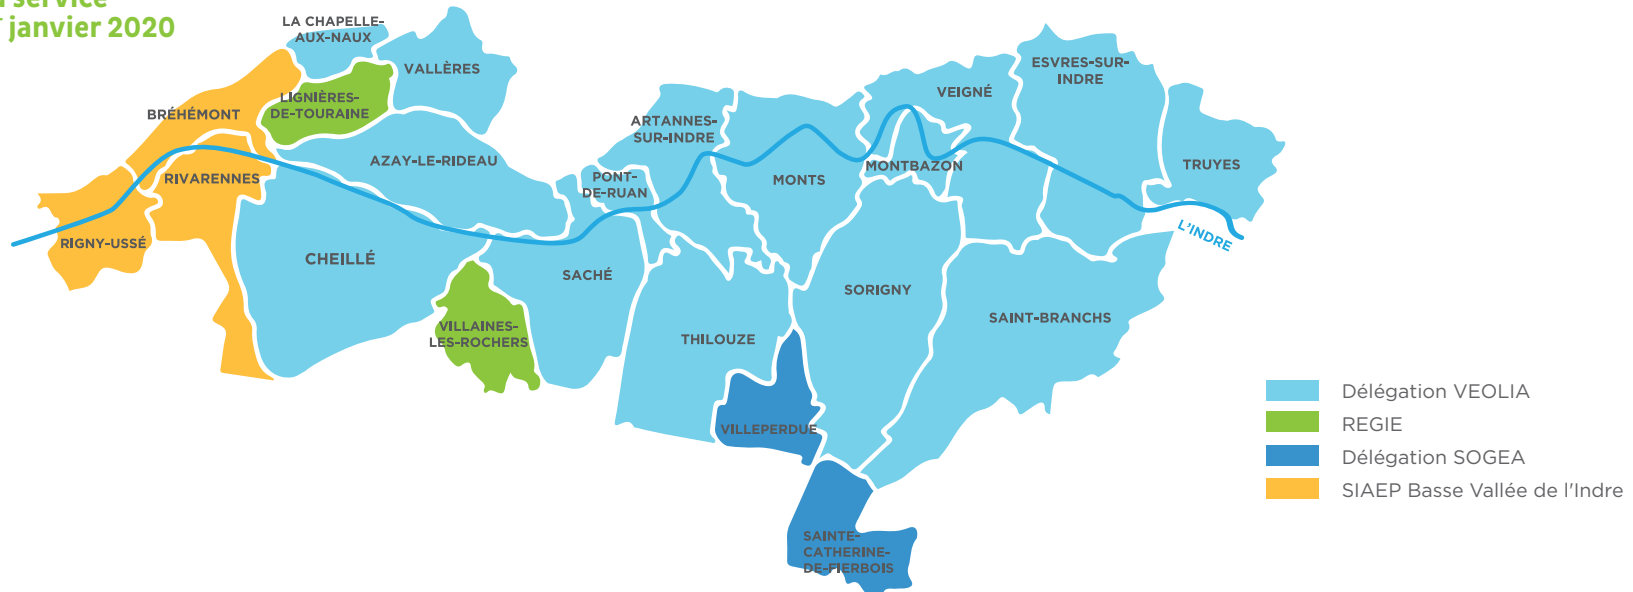 service
janvier 2020
LA CHAPELLE-
AUX-NAUX
VALLÈRES
LIGNIÈRES-
DE-TOURAINE
BRÉHÉMONT
AZAY-LE-RIDEAU
RIVARENNES
RIGNY-USSÉ
CHEILLÉ
VILLAINES-
LES-ROCHERS
SACHÉ
PONT-
DE-RUAN
ARTANNES-
SUR-INDRE
MONTS
MONTBAZON
VEIGNÉ
ESVRES-SUR-
INDRE
TRUYES
L'INDRE
SORIGNY
SAINT-BRANCHS
THILOUZE
VILLEPERDUE
SAINTE-
CATHERINE-
DE-FIERBOIS
Délégation VEOLIA
REGIE
Délégation SOGEA
SIAEP Basse Vallée de l'Indre